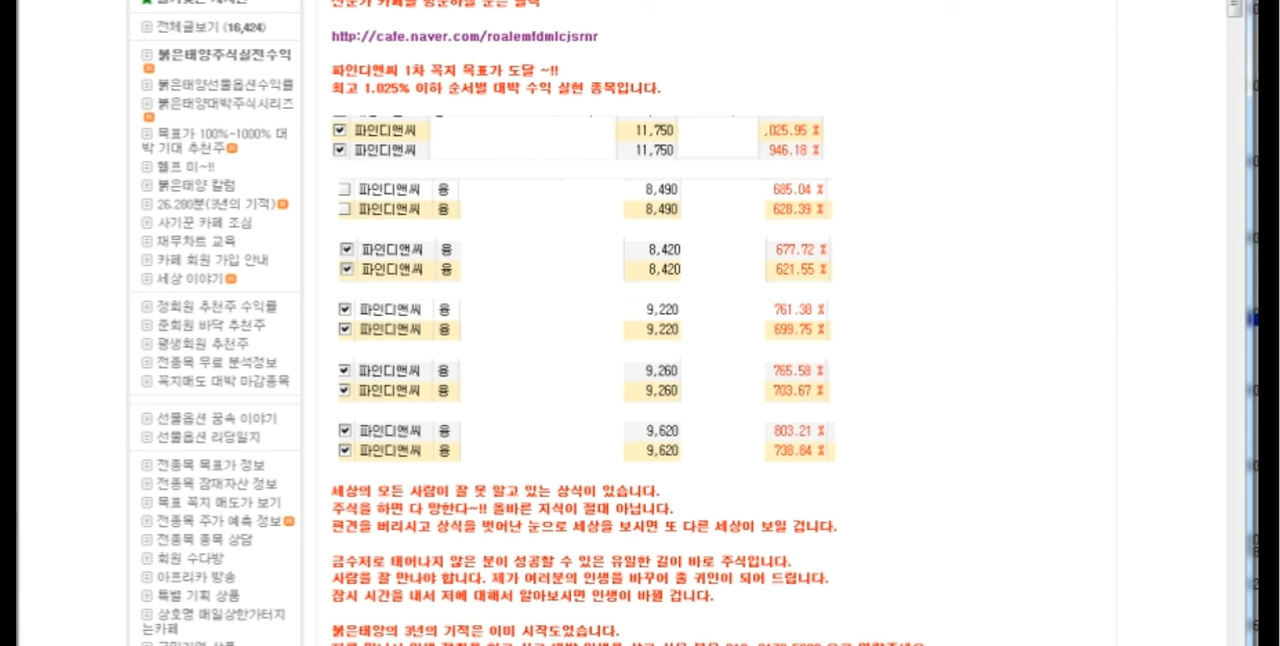 전체글보기 (16,424)
붉은태양주식실전수익
붉은태양선물옵션수익률
붉은태양대박주식시리즈
목표가 100%-1000% 대
박 기대 추천주
헬프 미~!!
붉은태양 칼럼
26.280분(3년의 기적)
사기꾼 카페 조심
재무차트 교육
카페 회원 가입 안내
세상 이야기
정회원 추천주 수익률
준회원 바닥 추천주
평생회원 추천주
전종목 무료 분석정보
꼭지매도 대박 마감종목
선물옵션 꿈속 이야기
선물옵션 리딩일지
전종목 목표가 정보
전종목 잠재자산 정보
목표 꼭지 매도가 보기
전종목 주가 예측 정보
전종목 종목 상담
회원 수다방
아프리카 방송
특별 기획 상품
상호명 매일상한가터지
는카페
http://cafe.naver.com/roalemfdmlcjsrnr
파인디앤씨 1차 꼭지 목표가 도달 ~!!
최고 1.025% 이하 순서별 대박 수익 실현 종목입니다.
파인디앤씨 11,750 ,025.95 %
파인디앤씨 11,750 946.18 %
파인디앤씨 융 8,490 685.04 %
파인디앤씨 융 8,490 628.39 %
파인디앤씨 융 8,420 677.72 %
파인디앤씨 융 8,420 621.55 %
파인디앤씨 융 9,220 761.38 %
파인디앤씨 융 9,220 699.75 %
파인디앤씨 융 9,260 765.58 %
파인디앤씨 융 9,260 703.67 %
파인디앤씨 융 9,620 803.21 %
파인디앤씨 융 9,620 738.84 %
세상의 모든 사람이 잘 못 알고 있는 상식이 있습니다.
주식을 하면 다 망한다~!! 올바른 지식이 절대 아닙니다.
편견을 버리시고 상식을 벗어난 눈으로 세상을 보시면 또 다른 세상이 보일 겁니다.
금수저로 태어나지 않은 분이 성공할 수 있은 유일한 길이 바로 주식입니다.
사람을 잘 만나야 합니다. 제가 여러분의 인생을 바꾸어 줄 귀인이 되어 드립니다.
잠시 시간을 내서 저에 대해서 알아보시면 인생이 바뀔 겁니다.
붉은태양의 3년의 기적은 이미 시작되었습니다.